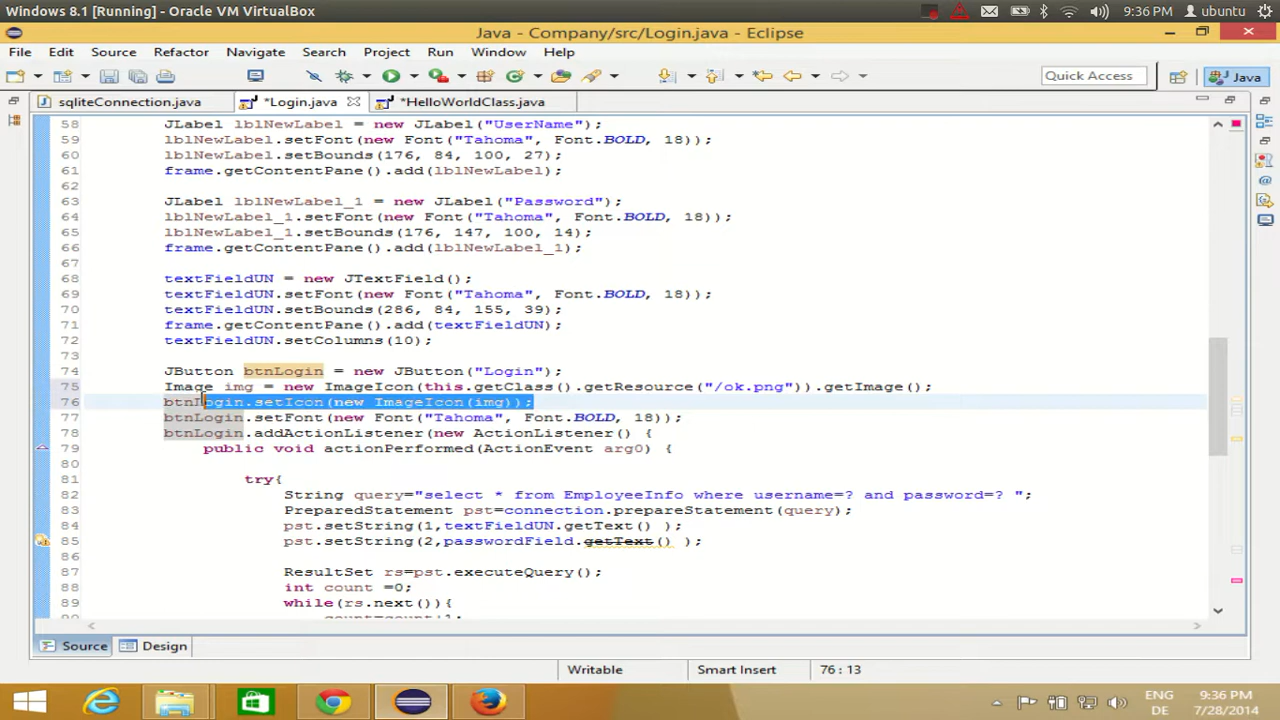 Windows 8.1 [Running] - Oracle VM VirtualBox
9:36 PM
ubuntu
Java - Company/src/Login.java - Eclipse
File Edit Source Refactor Navigate Search Project Run Window Help
Quick Access
Java
sqliteConnection.java
*Login.java
*HelloWorldClass.java
58 JLabel lblNewLabel = new JLabel("UserName");
59 lblNewLabel.setFont(new Font("Tahoma", Font.BOLD, 18));
60 lblNewLabel.setBounds(176, 84, 100, 27);
61 frame.getContentPane().add(lblNewLabel);
62
63 JLabel lblNewLabel_1 = new JLabel("Password");
64 lblNewLabel_1.setFont(new Font("Tahoma", Font.BOLD, 18));
65 lblNewLabel_1.setBounds(176, 147, 100, 14);
66 frame.getContentPane().add(lblNewLabel_1);
67
68 textFieldUN = new JTextField();
69 textFieldUN.setFont(new Font("Tahoma", Font.BOLD, 18));
70 textFieldUN.setBounds(286, 84, 155, 39);
71 frame.getContentPane().add(textFieldUN);
72 textFieldUN.setColumns(10);
73
74 JButton btnLogin = new JButton("Login");
75 Image img = new ImageIcon(this.getClass().getResource("/ok.png")).getImage();
76 btnLogin.setIcon(new ImageIcon(img));
77 btnLogin.setFont(new Font("Tahoma", Font.BOLD, 18));
78 btnLogin.addActionListener(new ActionListener() {
79 public void actionPerformed(ActionEvent arg0) {
80
81 try{
82 String query="select * from EmployeeInfo where username=? and password=? ";
83 PreparedStatement pst=connection.prepareStatement(query);
84 pst.setString(1,textFieldUN.getText() );
85 pst.setString(2,passwordField.getText() );
86
87 ResultSet rs=pst.executeQuery();
88 int count =0;
89 while(rs.next()){
90 count=count+1;
Source
Design
Writable
Smart Insert
76 : 13
ENG
DE
9:36 PM
7/28/2014